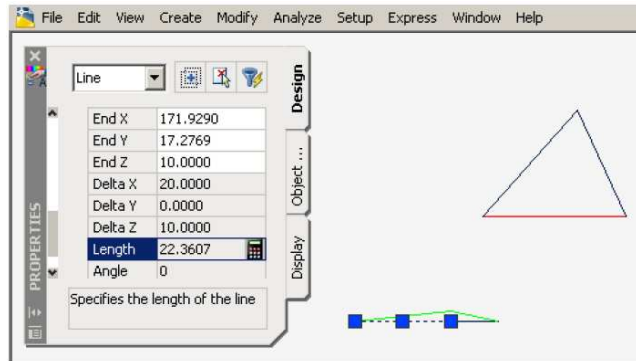 File Edit View Create Modify Analyze Setup Express Window Help
Line
End X 171.9290
End Y 17.2769
End Z 10.0000
Delta X 20.0000
Delta Y 0.0000
Delta Z 10.0000
Length 22.3607
Angle 0
Specifies the length of the line
Design
Object ...
Display
PROPERTIES